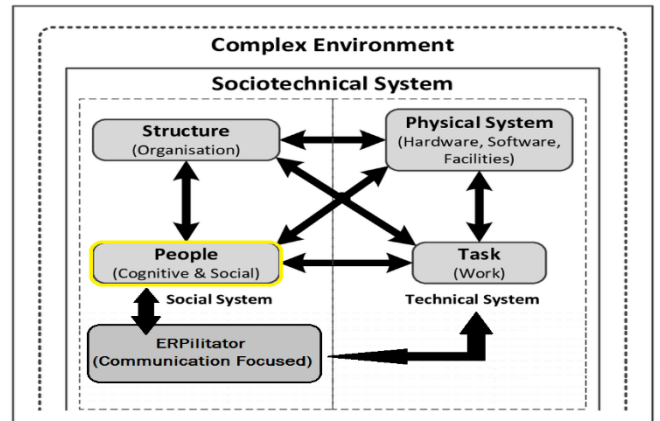 Complex Environment
Sociotechnical System
Structure
(Organisation)
Physical System
(Hardware, Software,
Facilities)
People
(Cognitive & Social)
Task
(Work)
Social System
Technical System
ERPilitator
(Communication Focused)